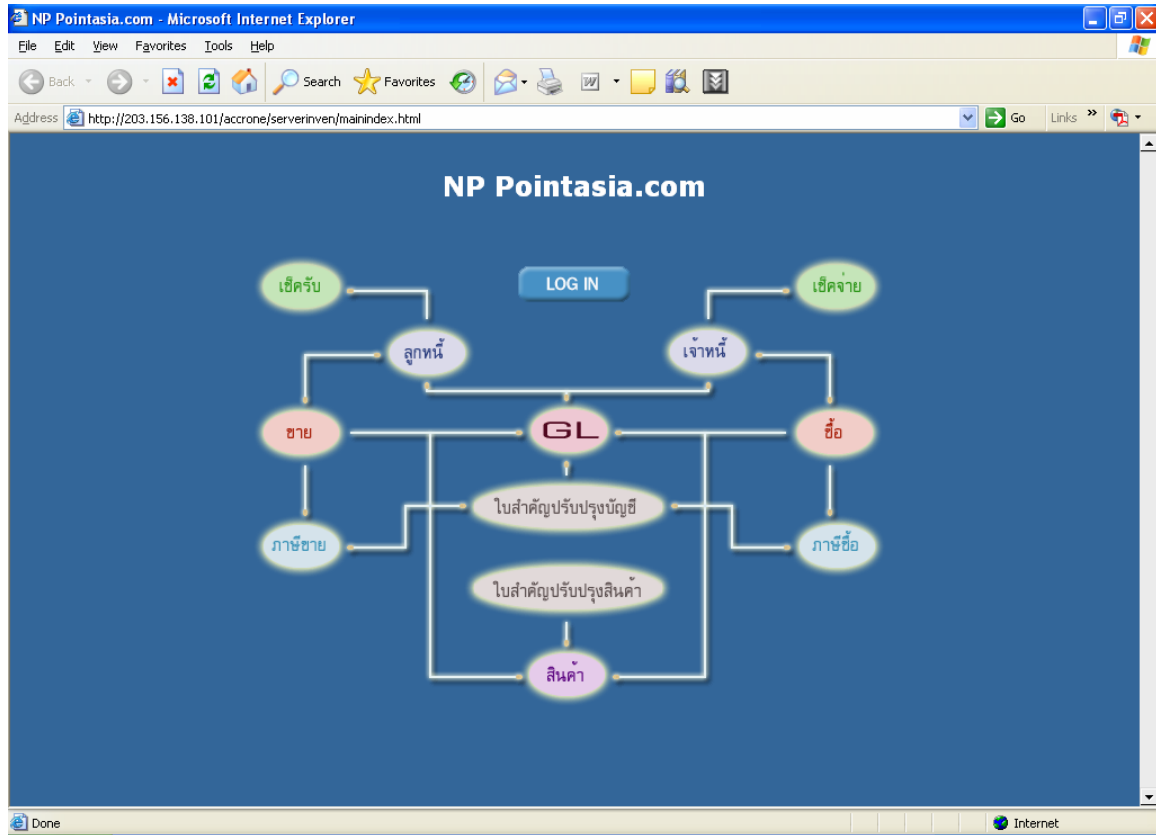 NP Pointasia.com - Microsoft Internet Explorer
File Edit View Favorites Tools Help
Back Search Favorites
Address http://203.156.138.101/accrone/serverinven/mainindex.html Go Links »
NP Pointasia.com
เช็ครับ LOG IN เช็คจ่าย
ลูกหนี้ เจ้าหนี้
ขาย GL ซื้อ
ใบสำคัญปรับปรุงบัญชี
ภาษีขาย ภาษีซื้อ
ใบสำคัญปรับปรุงสินค้า
สินค้า
Done Internet